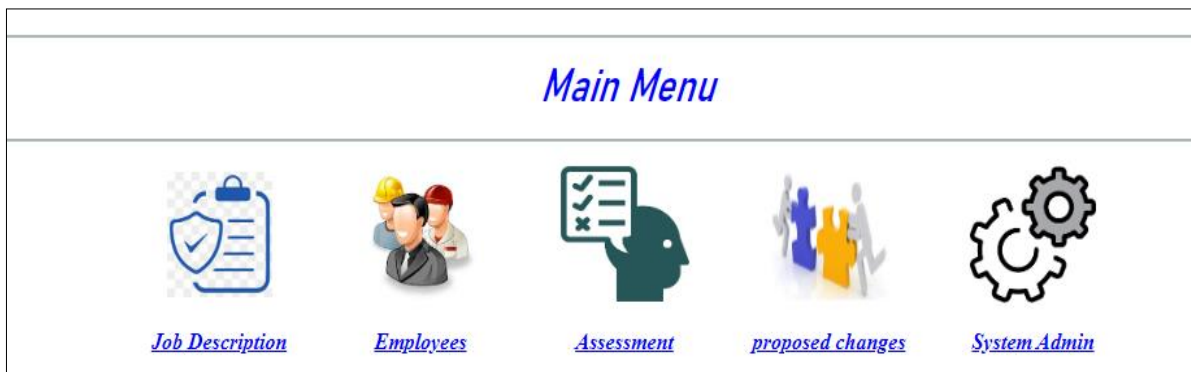 Main Menu
Job Description Employees Assessment proposed changes System Admin